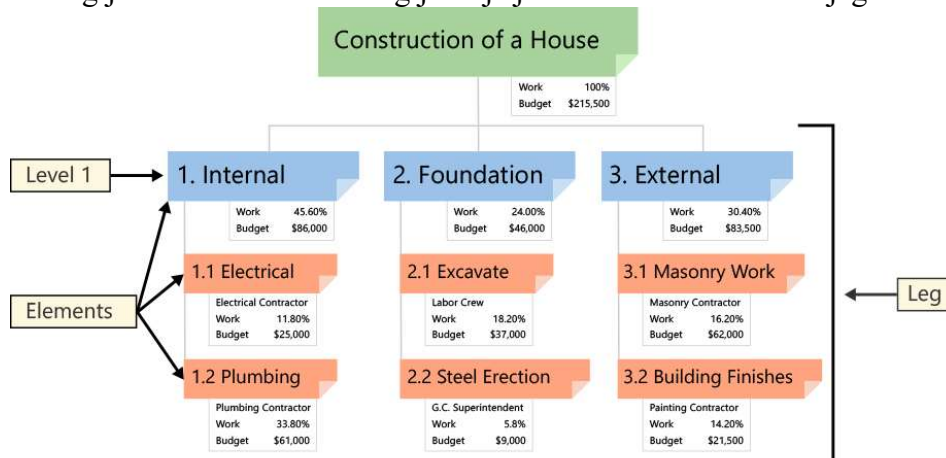 Construction of a House
Work 100%
Budget $215,500
Level 1
1. Internal
2. Foundation
3. External
Work 45.60%
Budget $86,000
Work 24.00%
Budget $46,000
Work 30.40%
Budget $83,500
Elements
1.1 Electrical
Electrical Contractor
Work 11.80%
Budget $25,000
2.1 Excavate
Labor Crew
Work 18.20%
Budget $37,000
3.1 Masonry Work
Masonry Contractor
Work 16.20%
Budget $62,000
Leg
1.2 Plumbing
Plumbing Contractor
Work 33.80%
Budget $61,000
2.2 Steel Erection
G.C. Superintendent
Work 5.8%
Budget $9,000
3.2 Building Finishes
Painting Contractor
Work 14.20%
Budget $21,500